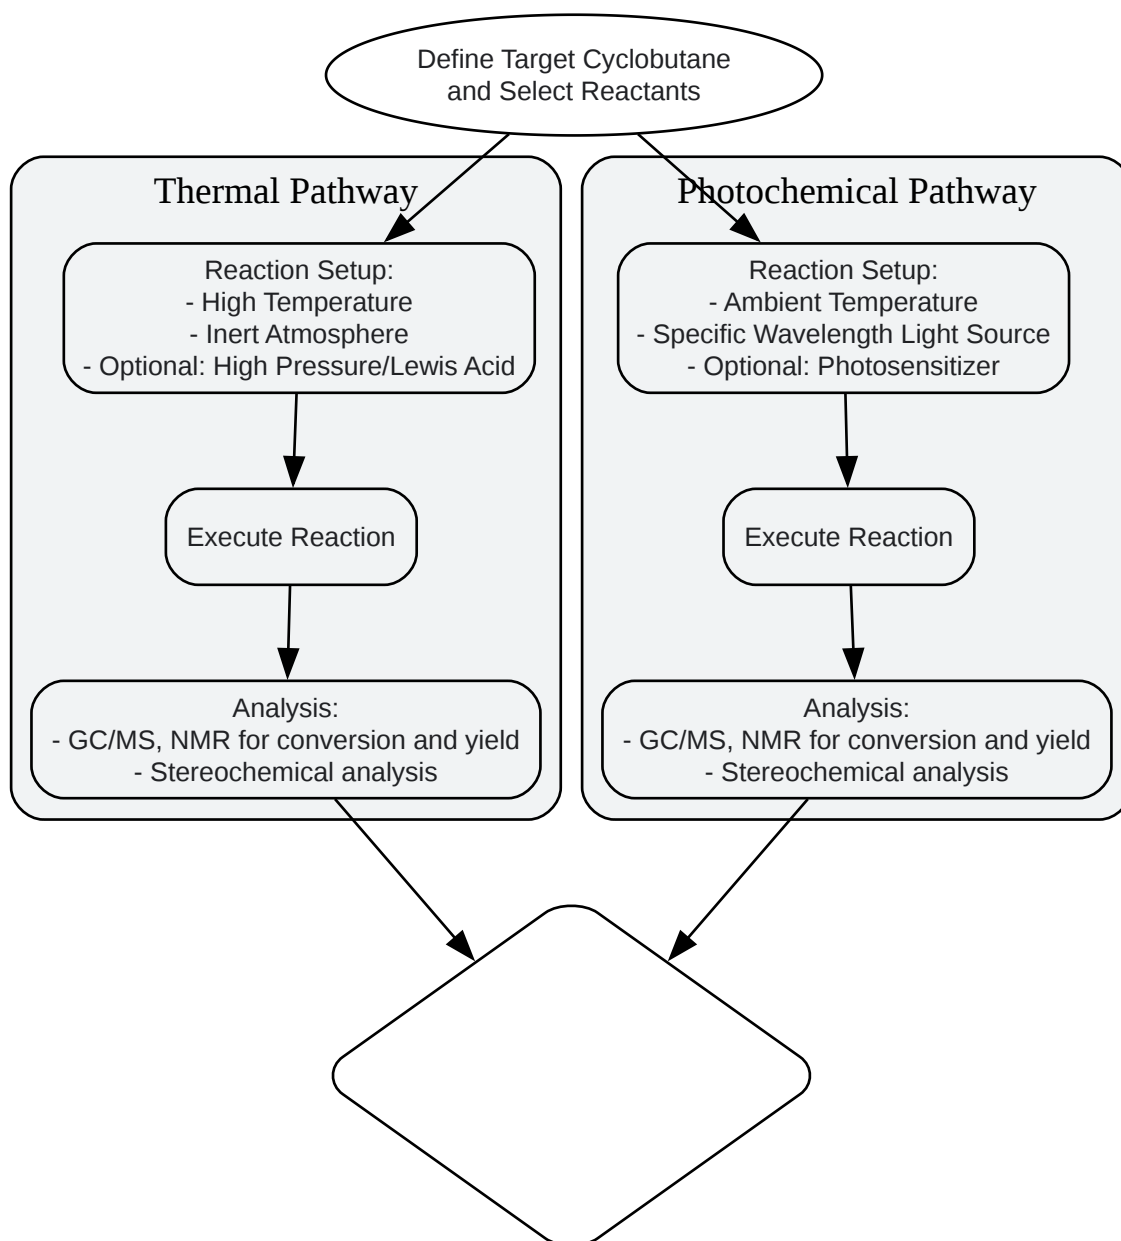 Define Target Cyclobutane
and Select Reactants
Thermal Pathway
Reaction Setup:
- High Temperature
- Inert Atmosphere
- Optional: High Pressure/Lewis Acid
Execute Reaction
Analysis:
- GC/MS, NMR for conversion and yield
- Stereochemical analysis
Photochemical Pathway
Reaction Setup:
- Ambient Temperature
- Specific Wavelength Light Source
- Optional: Photosensitizer
Execute Reaction
Analysis:
- GC/MS, NMR for conversion and yield
- Stereochemical analysis